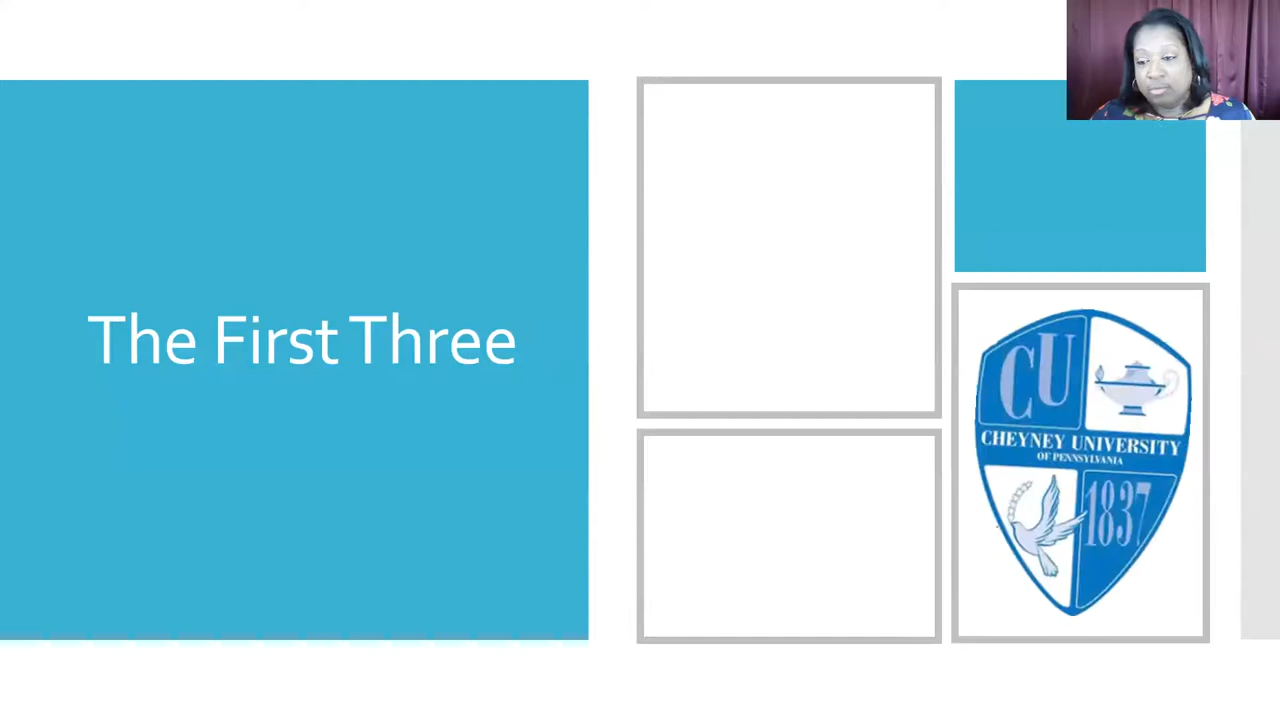 The First Three
CU
CHEYNEY UNIVERSITY
OF PENNSYLVANIA
1837